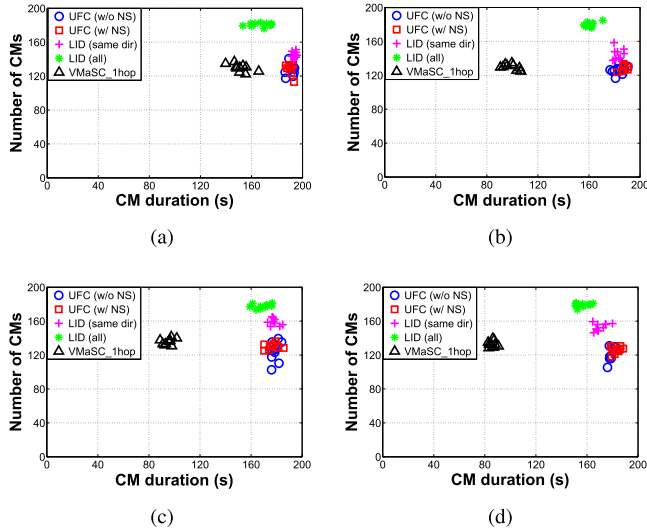 200
160
120
80
40
0
Number of CMs
UFC (w/o NS)
UFC (w/ NS)
LID (same dir)
LID (all)
VMaSC_1hop
0 40 80 120 160 200
CM duration (s)
(a)
200
160
120
80
40
0
Number of CMs
UFC (w/o NS)
UFC (w/ NS)
LID (same dir)
LID (all)
VMaSC_1hop
0 40 80 120 160 200
CM duration (s)
(b)
200
160
120
80
40
0
Number of CMs
UFC (w/o NS)
UFC (w/ NS)
LID (same dir)
LID (all)
VMaSC_1hop
0 40 80 120 160 200
CM duration (s)
(c)
200
160
120
80
40
0
Number of CMs
UFC (w/o NS)
UFC (w/ NS)
LID (same dir)
LID (all)
VMaSC_1hop
0 40 80 120 160 200
CM duration (s)
(d)